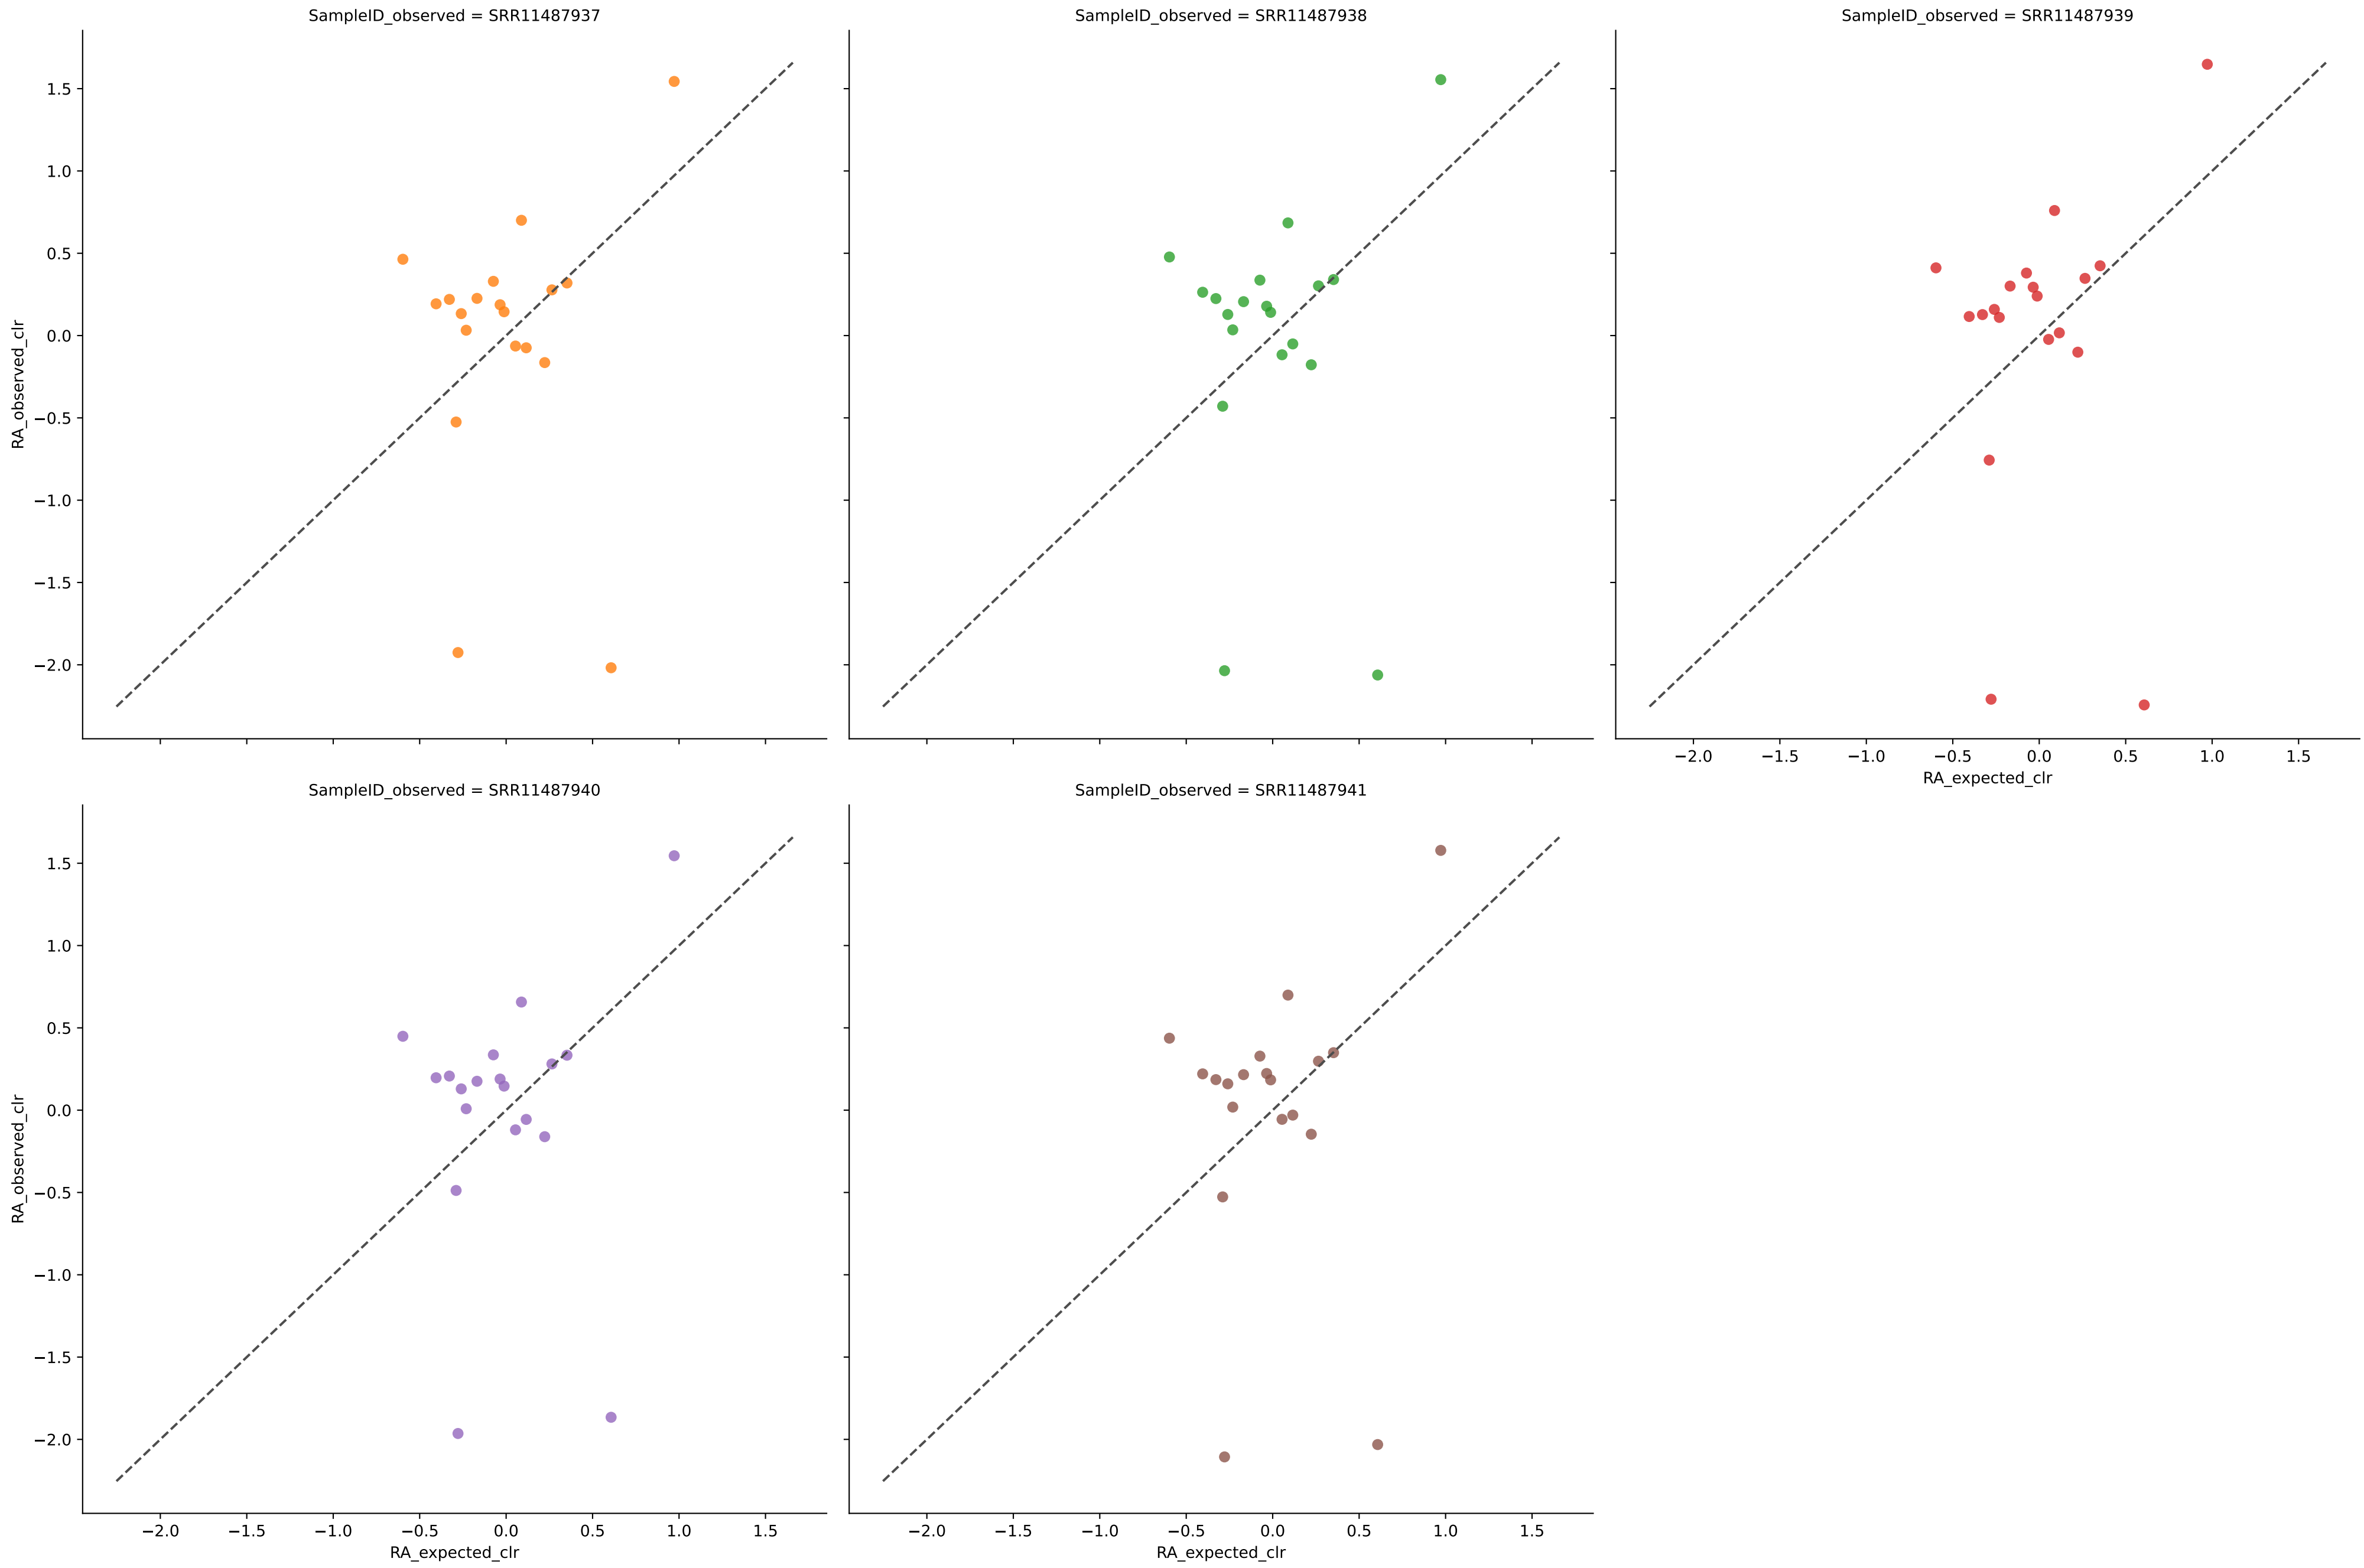 SampleID_observed = SRR11487937
SampleID_observed = SRR11487938
SampleID_observed = SRR11487939
1.5
1.0
0.5
0.0
−0.5
−1.0
−1.5
−2.0
RA_observed_clr
−2.0 −1.5 −1.0 −0.5 0.0 0.5 1.0 1.5
RA_expected_clr
SampleID_observed = SRR11487940
SampleID_observed = SRR11487941
1.5
1.0
0.5
0.0
−0.5
−1.0
−1.5
−2.0
RA_observed_clr
−2.0 −1.5 −1.0 −0.5 0.0 0.5 1.0 1.5
RA_expected_clr
−2.0 −1.5 −1.0 −0.5 0.0 0.5 1.0 1.5
RA_expected_clr